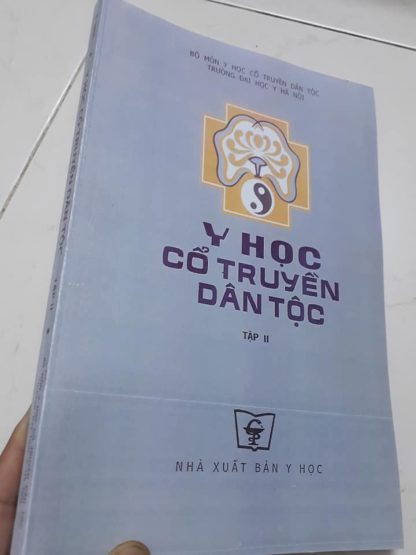 BỘ MÔN Y HỌC CỔ TRUYỀN DÂN TỘC
TRƯỜNG ĐẠI HỌC Y HÀ NỘI
Y HỌC
CỔ TRUYỀN
DÂN TỘC
TẬP II
NHÀ XUẤT BẢN Y HỌC